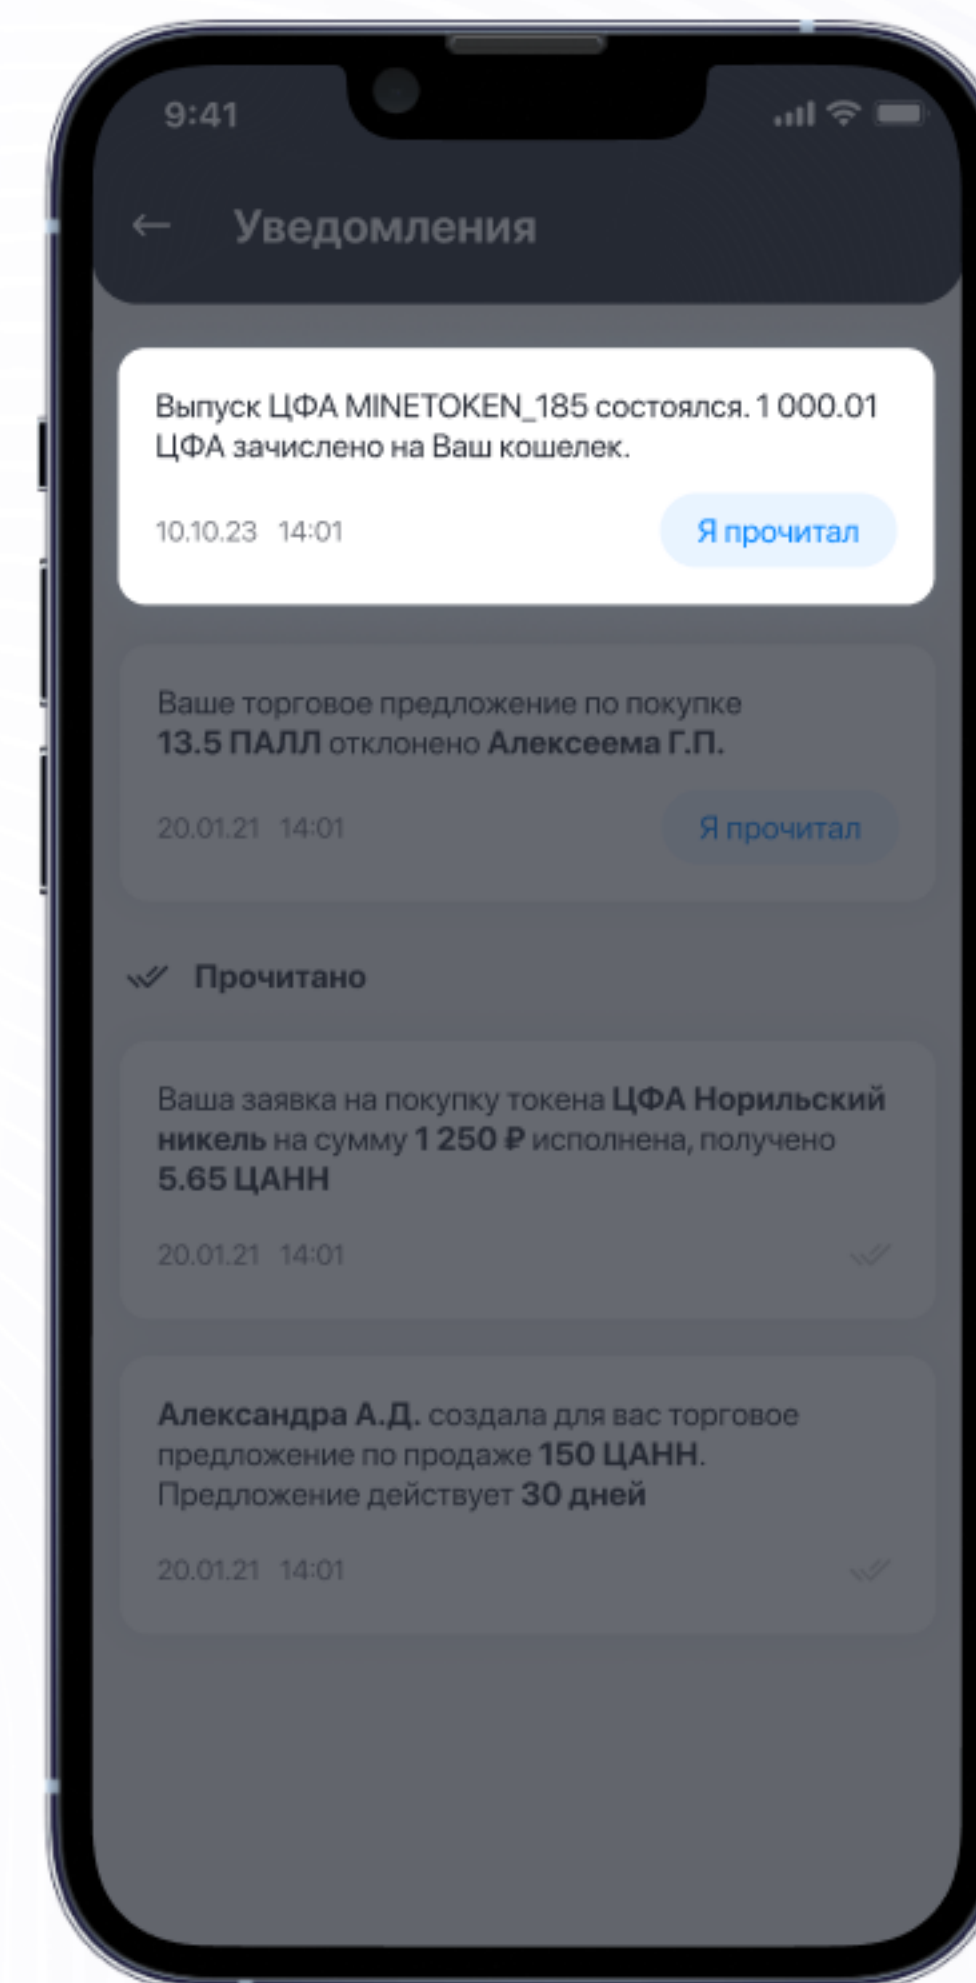 9:41
Уведомления
Выпуск ЦФА MINETOKEN_185 состоялся. 1 000.01
ЦФА зачислено на Ваш кошелек.
10.10.23 14:01
Я прочитал
Ваше торговое предложение по покупке
13.5 ПАЛЛ отклонено Алексеема Г.П.
20.01.21 14:01
Я прочитал
Прочитано
Ваша заявка на покупку токена ЦФА Норильский
никель на сумму 1 250 ₽ исполнена, получено
5.65 ЦАНН
20.01.21 14:01
Александра А.Д. создала для вас торговое
предложение по продаже 150 ЦАНН.
Предложение действует 30 дней
20.01.21 14:01